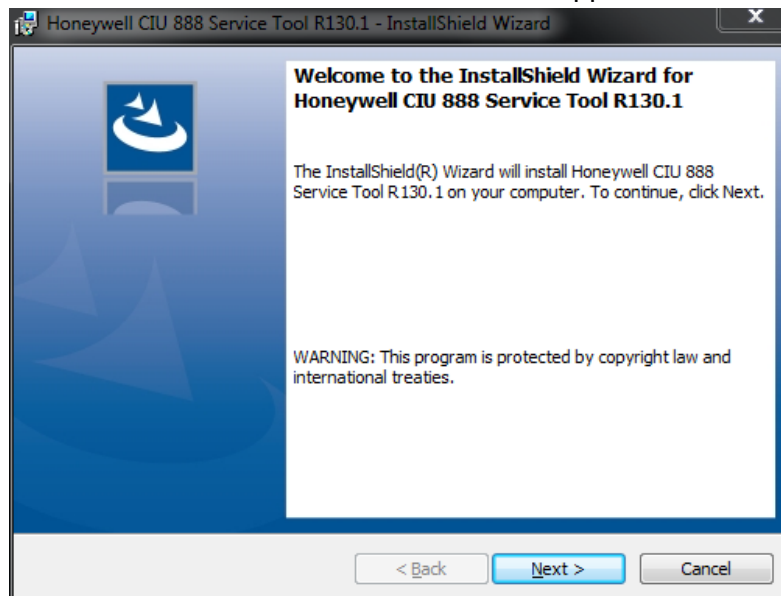 Honeywell CIU 888 Service Tool R130.1 - InstallShield Wizard
Welcome to the InstallShield Wizard for
Honeywell CIU 888 Service Tool R130.1
The InstallShield(R) Wizard will install Honeywell CIU 888
Service Tool R130.1 on your computer. To continue, click Next.
WARNING: This program is protected by copyright law and
international treaties.
< Back Next > Cancel